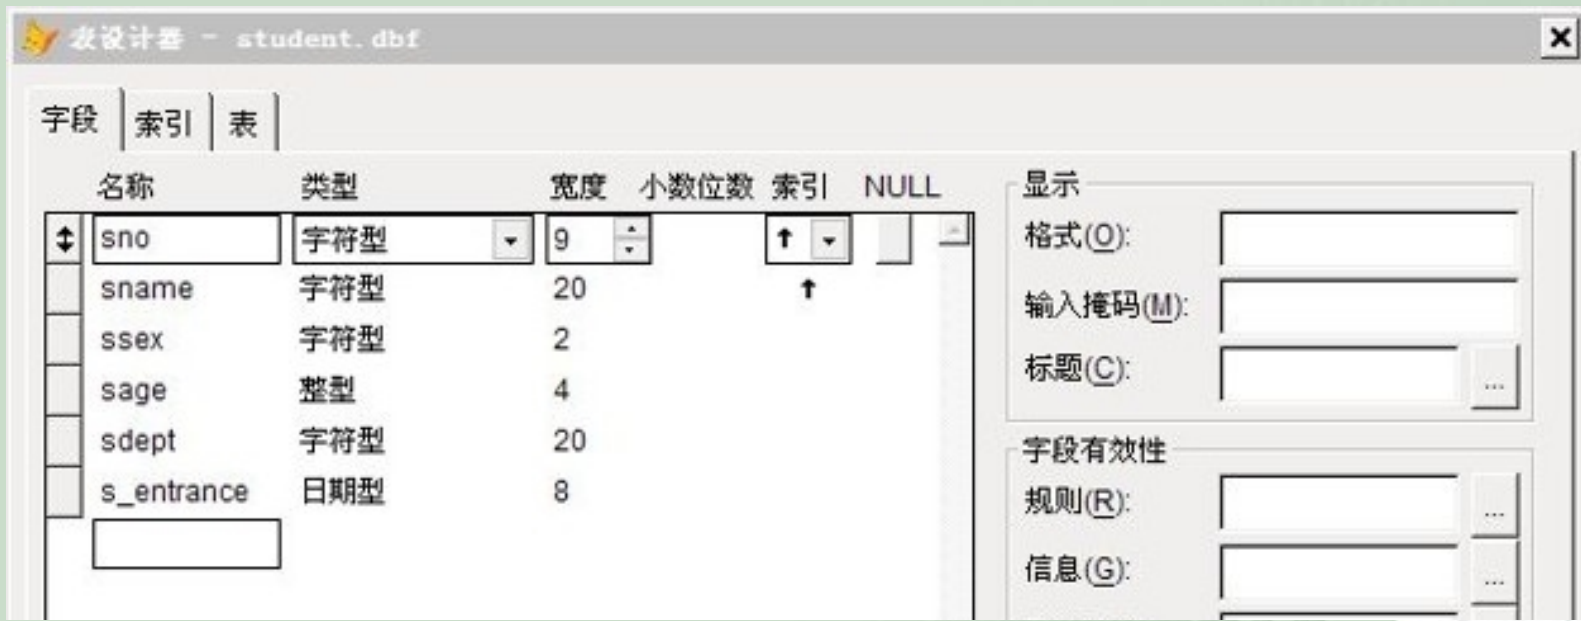 表设计器 - student.dbf
字段 索引 表
名称 类型 宽度 小数位数 索引 NULL
sno 字符型 9 ↑
sname 字符型 20 ↑
ssex 字符型 2
sage 整型 4
sdept 字符型 20
s_entrance 日期型 8
显示
格式(O):
输入掩码(M):
标题(C): ...
字段有效性
规则(R): ...
信息(G): ...